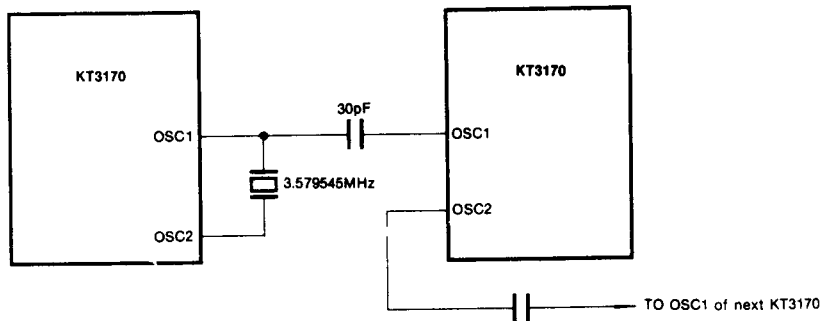 KT3170
KT3170
30pF
OSC1
OSC1
3.579545MHz
OSC2
OSC2
TO OSC1 of next KT3170